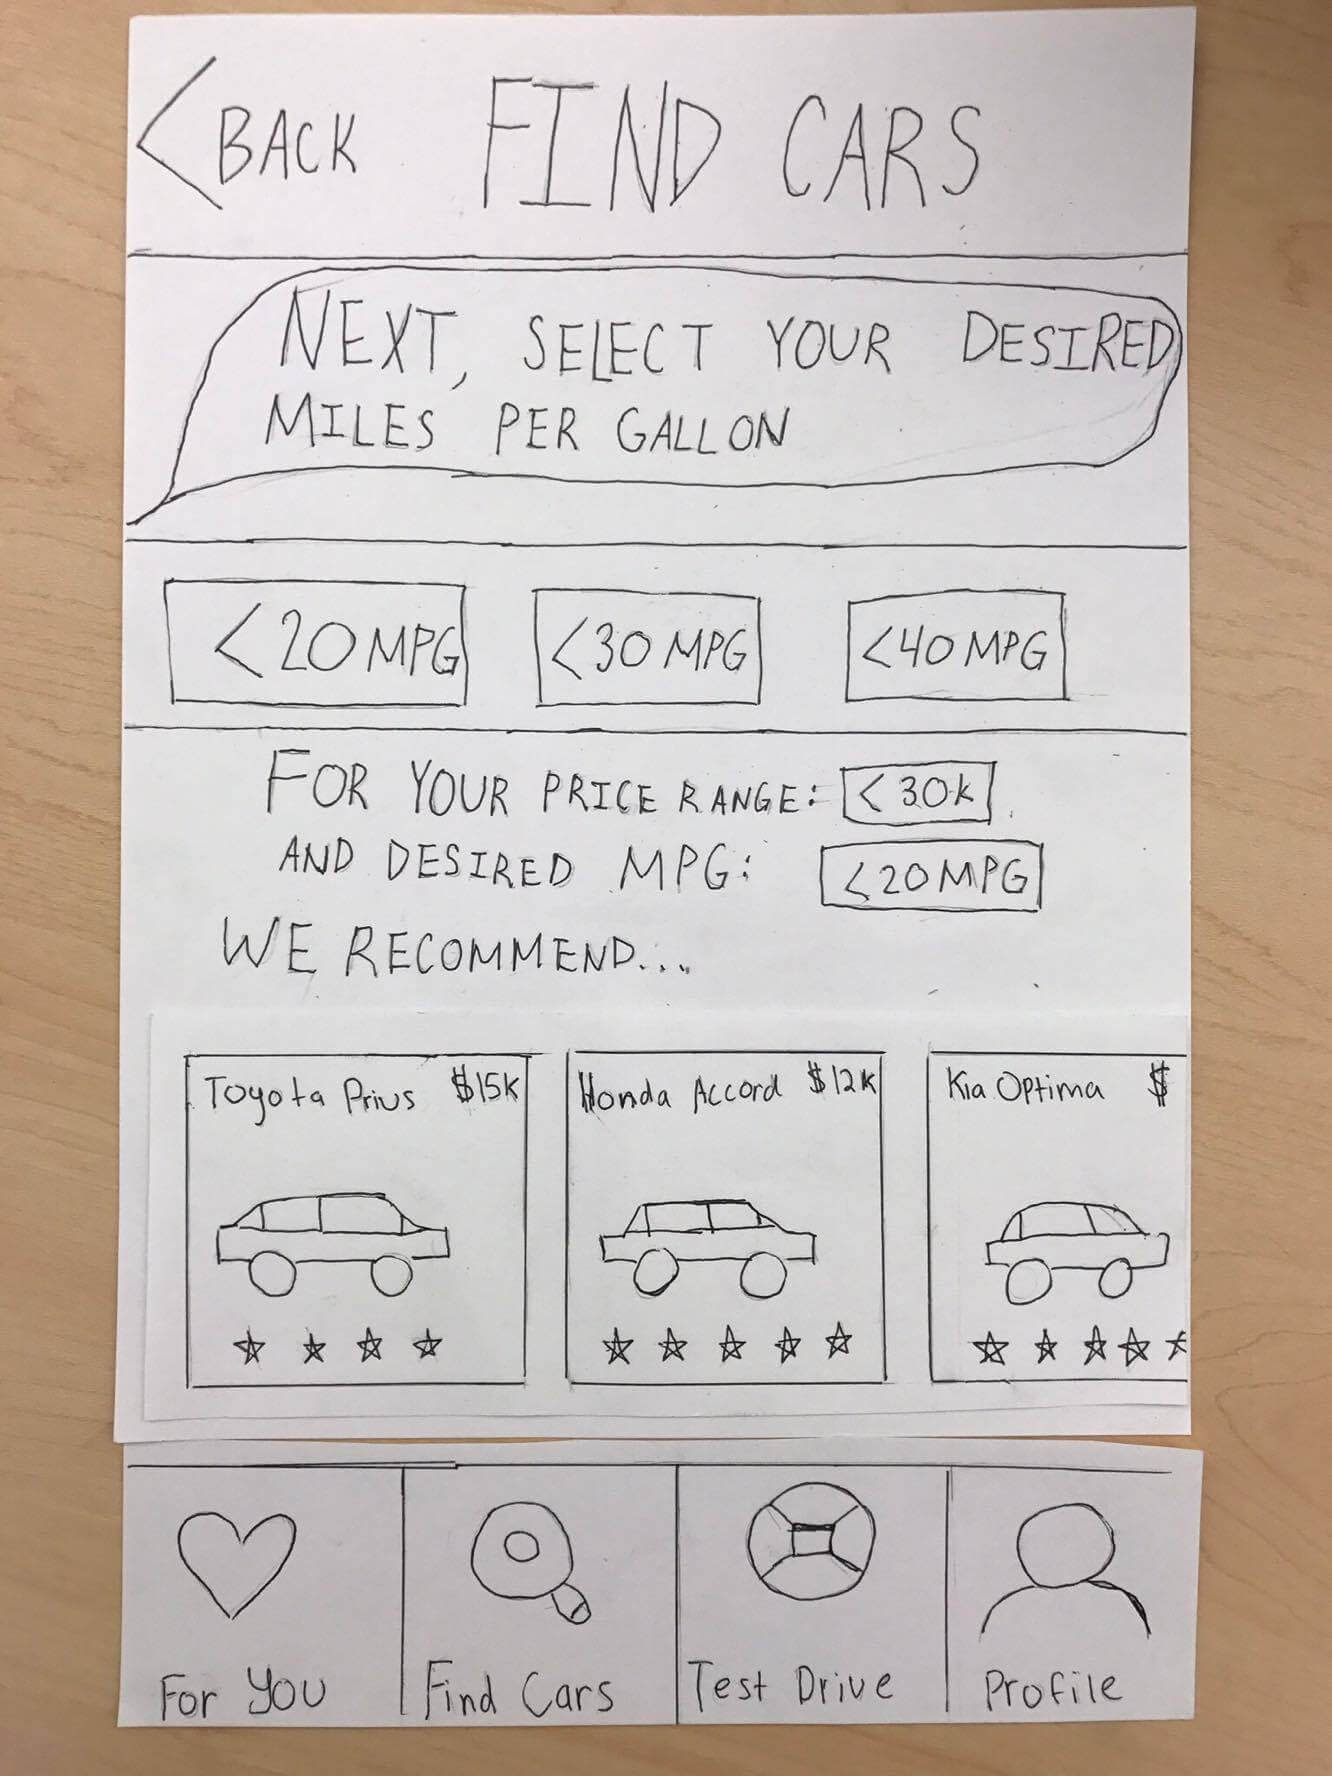 < BACK FIND CARS
NEXT, SELECT YOUR DESIRED
MILES PER GALLON
<20 MPG <30 MPG <40 MPG
FOR YOUR PRICE RANGE: <30K
AND DESIRED MPG: <20 MPG
WE RECOMMEND...
Toyota Prius $15K Honda Accord $12K Kia Optima $
For You Find Cars Test Drive Profile